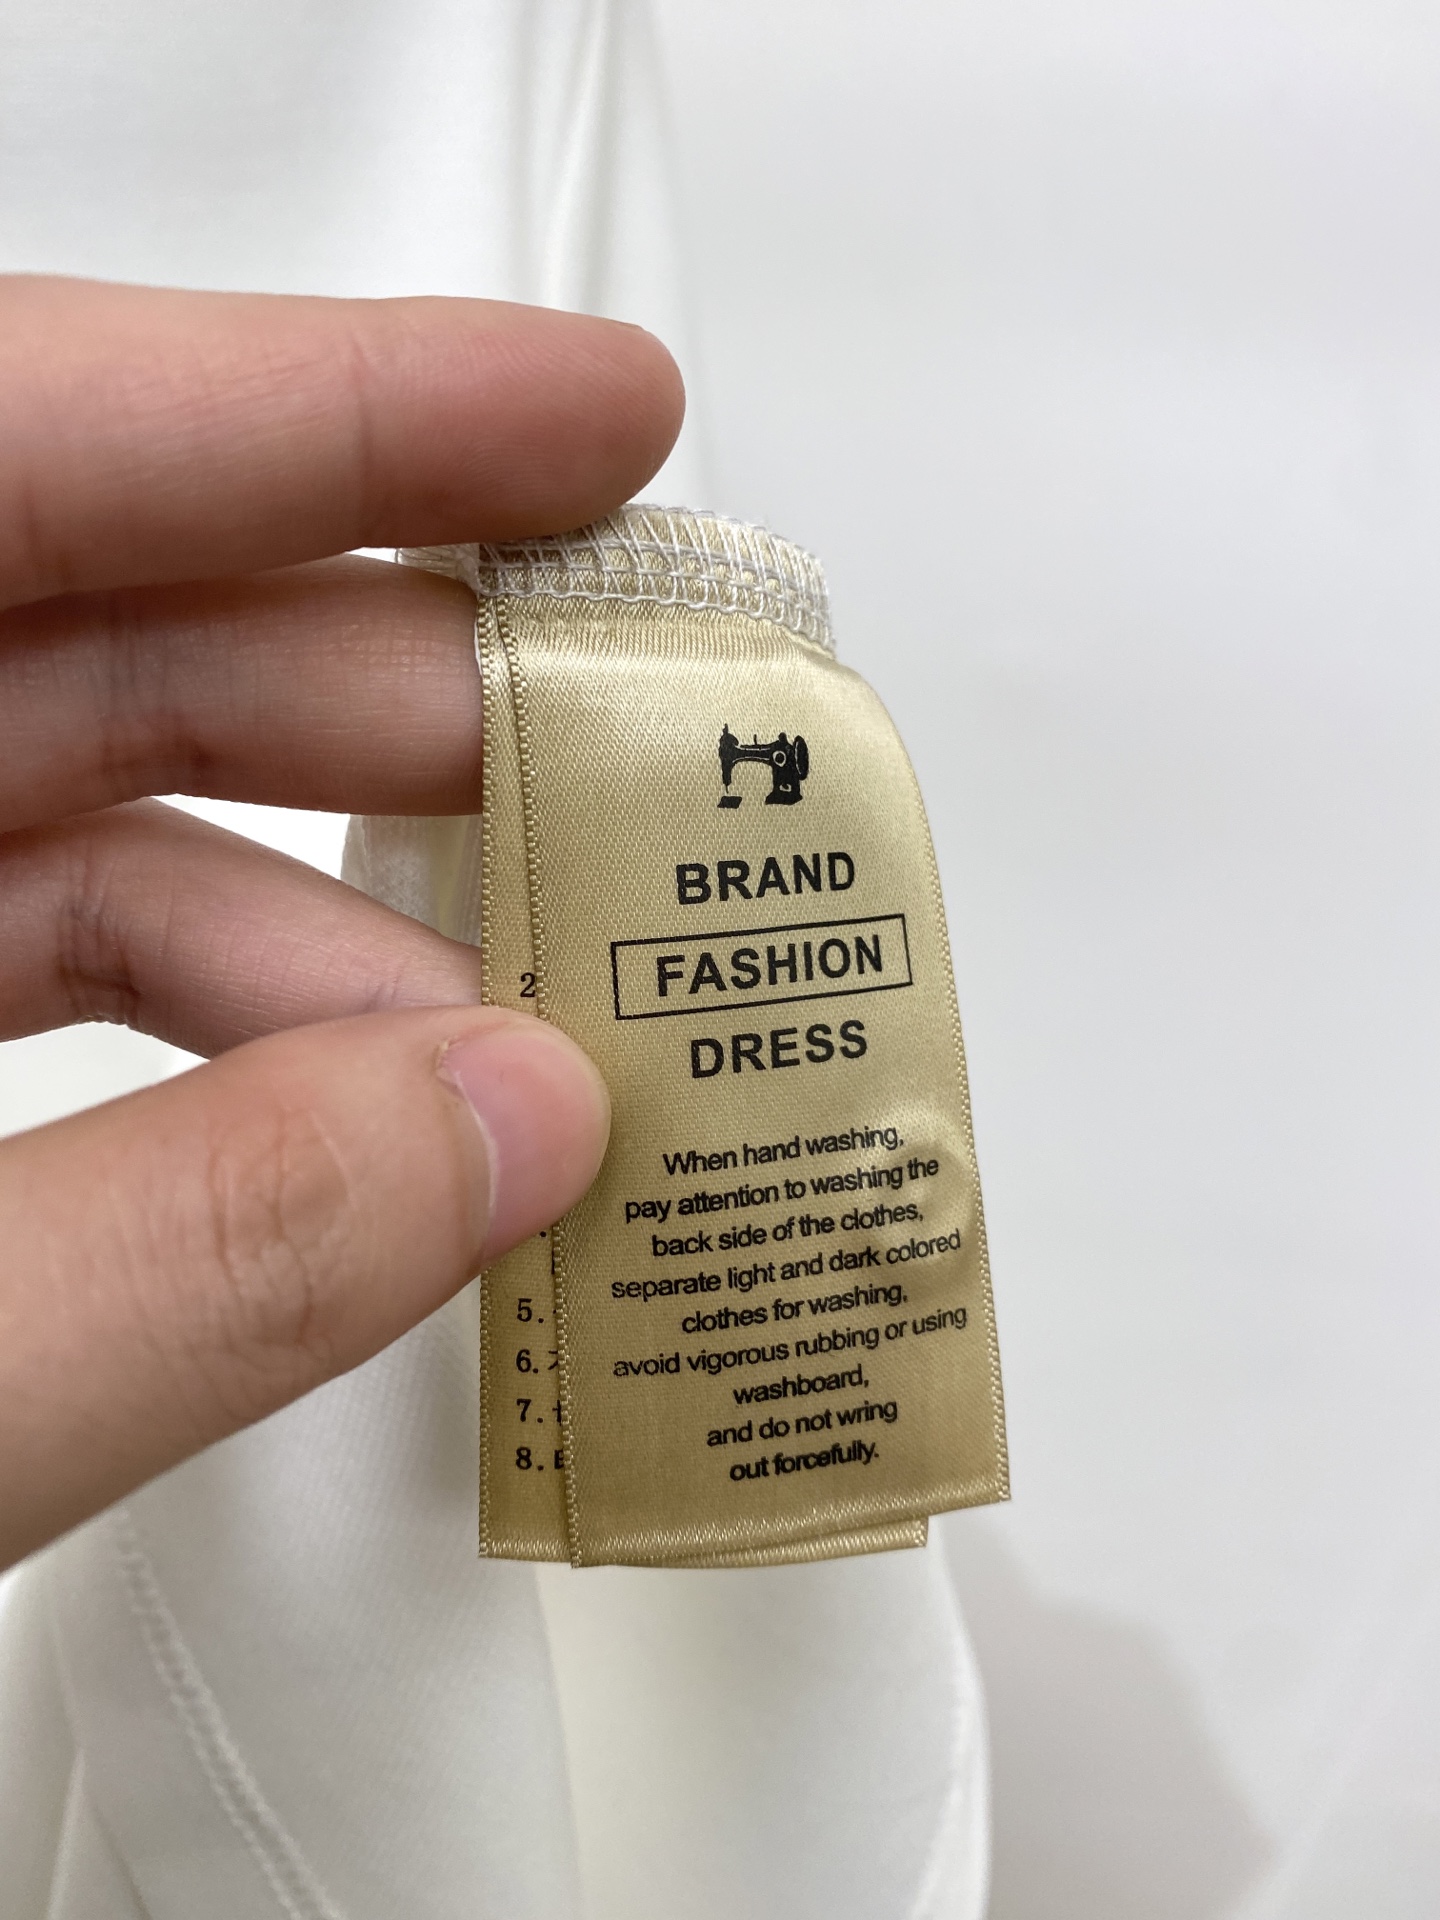 BRAND
FASHION
DRESS
When hand washing,
pay attention to washing the
back side of the clothes,
separate light and dark colored
clothes for washing,
avoid vigorous rubbing or using
washboard,
and do not wring
out forcefully.
2
5.
6.
7.
8.